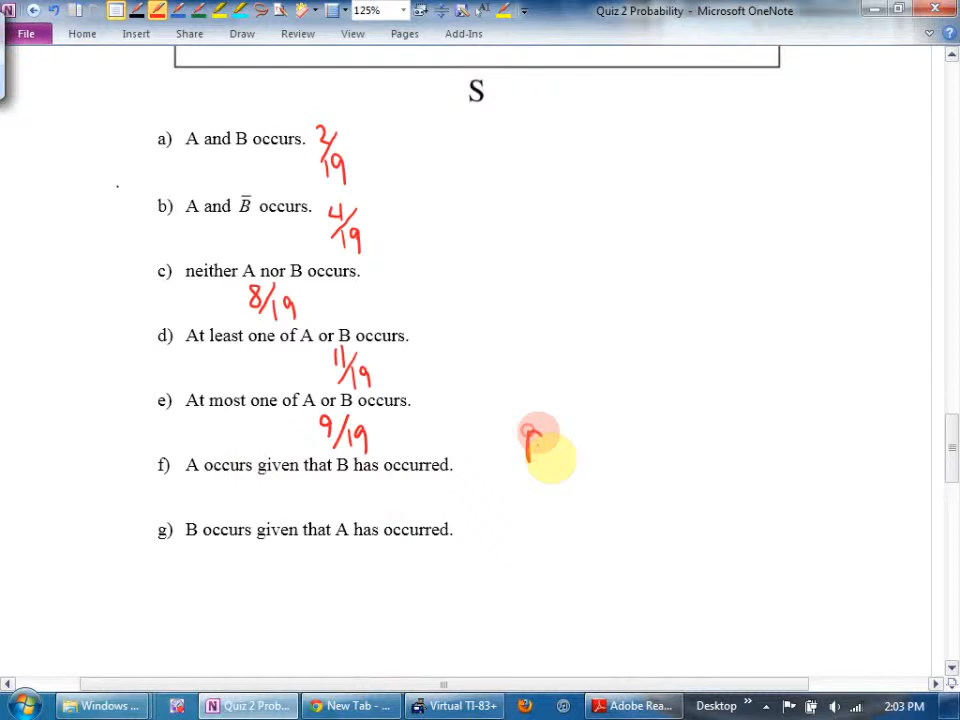 125%
Quiz 2 Probability - Microsoft OneNote
File Home Insert Share Draw Review View Pages Add-Ins
S
a) A and B occurs. 2/19
b) A and B̅ occurs. 4/19
c) neither A nor B occurs.
8/19
d) At least one of A or B occurs.
11/19
e) At most one of A or B occurs.
9/19
P
f) A occurs given that B has occurred.
g) B occurs given that A has occurred.
Windows ... Quiz 2 Probab... New Tab - ... Virtual TI-83+ Adobe Rea... Desktop » 2:03 PM